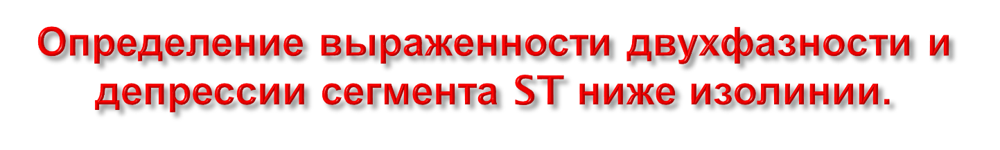 Определение выраженности двухфазности и
депрессии сегмента ST ниже изолинии.